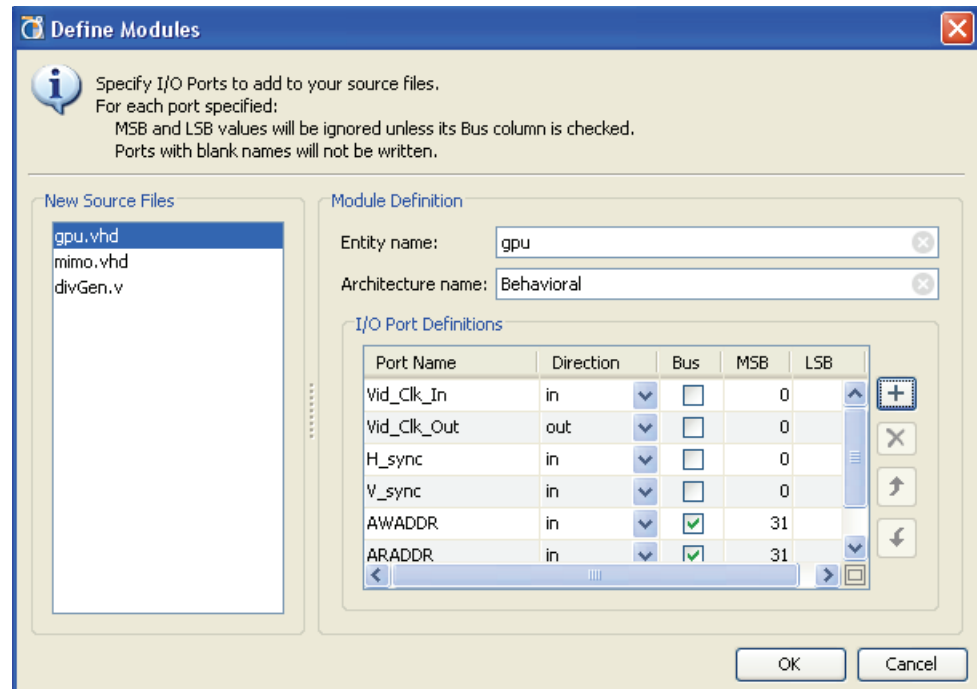 Define Modules
Specify I/O Ports to add to your source files.
For each port specified:
MSB and LSB values will be ignored unless its Bus column is checked.
Ports with blank names will not be written.
New Source Files
gpu.vhd
mimo.vhd
divGen.v
Module Definition
Entity name: gpu
Architecture name: Behavioral
I/O Port Definitions
Port Name Direction Bus MSB LSB
Vid_Clk_In in 0
Vid_Clk_Out out 0
H_sync in 0
V_sync in 0
AWADDR in 31
ARADDR in 31
OK Cancel